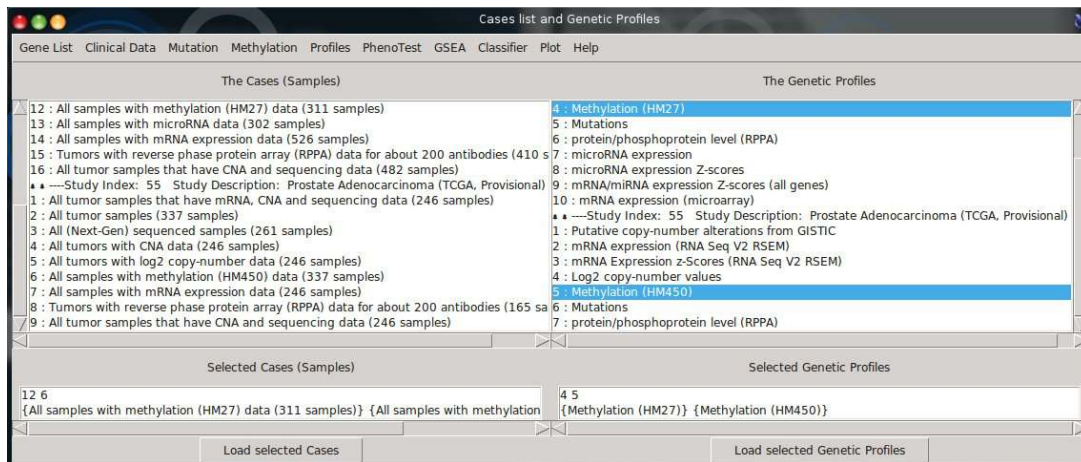 Cases list and Genetic Profiles
Gene List Clinical Data Mutation Methylation Profiles PhenoTest GSEA Classifier Plot Help
The Cases (Samples)
12 : All samples with methylation (HM27) data (311 samples)
13 : All samples with microRNA data (302 samples)
14 : All samples with mRNA expression data (526 samples)
15 : Tumors with reverse phase protein array (RPPA) data for about 200 antibodies (410 s
16 : All tumor samples that have CNA and sequencing data (482 samples)
----Study Index: 55 Study Description: Prostate Adenocarcinoma (TCGA, Provisional)
1 : All tumor samples that have mRNA, CNA and sequencing data (246 samples)
2 : All tumor samples (337 samples)
3 : All (Next-Gen) sequenced samples (261 samples)
4 : All tumors with CNA data (246 samples)
5 : All tumors with log2 copy-number data (246 samples)
6 : All samples with methylation (HM450) data (337 samples)
7 : All samples with mRNA expression data (246 samples)
8 : Tumors with reverse phase protein array (RPPA) data for about 200 antibodies (165 sa
9 : All tumor samples that have CNA and sequencing data (246 samples)
The Genetic Profiles
4 : Methylation (HM27)
5 : Mutations
6 : protein/phosphoprotein level (RPPA)
7 : microRNA expression
8 : microRNA expression Z-scores
9 : mRNA/miRNA expression Z-scores (all genes)
10 : mRNA expression (microarray)
----Study Index: 55 Study Description: Prostate Adenocarcinoma (TCGA, Provisional)
1 : Putative copy-number alterations from GISTIC
2 : mRNA expression (RNA Seq V2 RSEM)
3 : mRNA Expression z-Scores (RNA Seq V2 RSEM)
4 : Log2 copy-number values
5 : Methylation (HM450)
6 : Mutations
7 : protein/phosphoprotein level (RPPA)
Selected Cases (Samples)
12 6
{All samples with methylation (HM27) data (311 samples)} {All samples with methylation
Load selected Cases
Selected Genetic Profiles
4 5
{Methylation (HM27)} {Methylation (HM450)}
Load selected Genetic Profiles